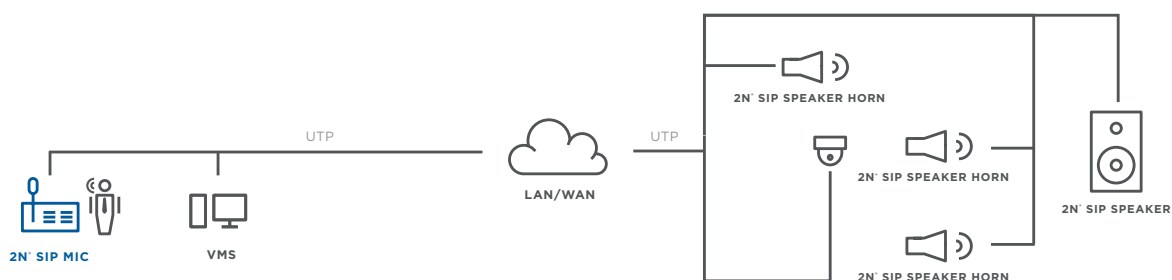 2N° SIP SPEAKER HORN
UTP
UTP
2N° SIP SPEAKER HORN
LAN/WAN
2N° SIP SPEAKER
2N° SIP MIC
VMS
2N° SIP SPEAKER HORN